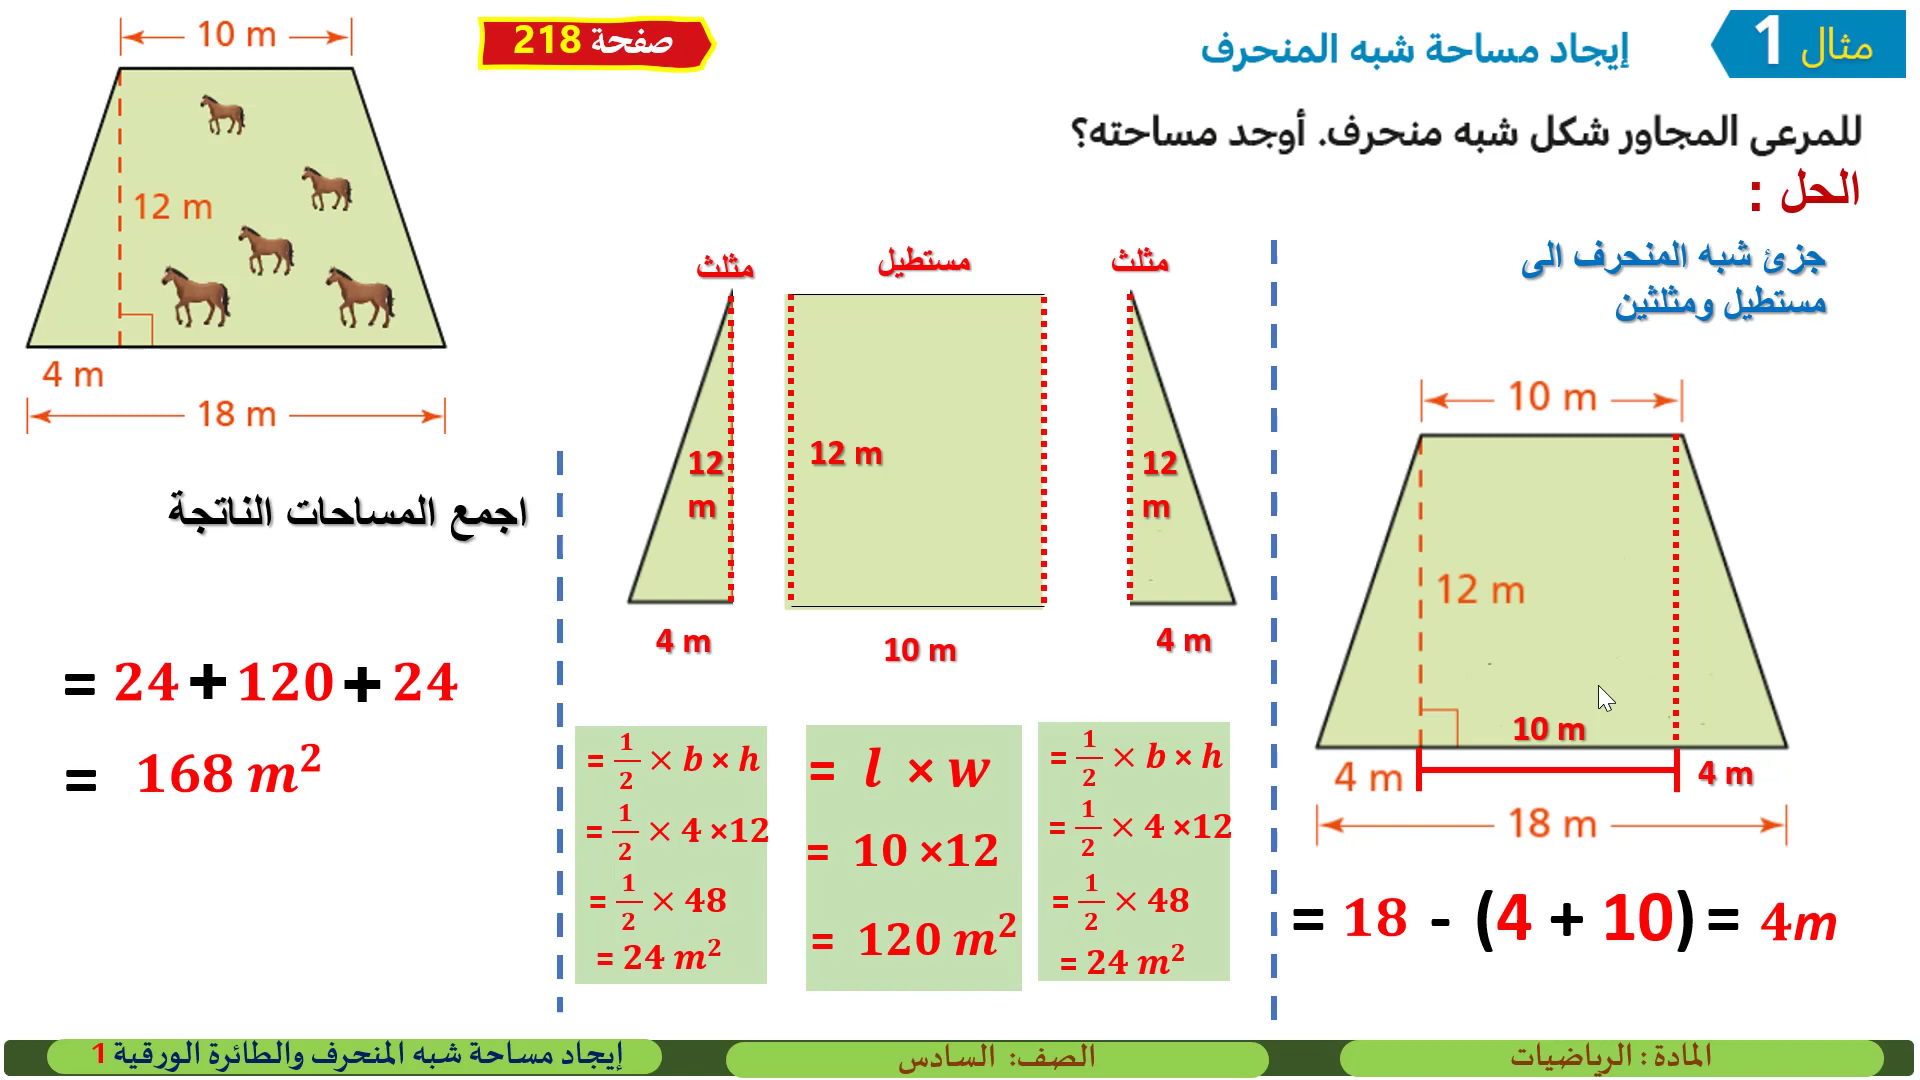 مثال 1
إيجاد مساحة شبه المنحرف
صفحة 218
للمرعى المجاور شكل شبه منحرف. أوجد مساحته؟
الحل :
جزئ شبه المنحرف الى
مستطيل ومثلثين
10 m
12 m
10 m
4 m
4 m
18 m
= 18 - (4 + 10) = 4m
مثلث
مستطيل
مثلث
12 m
12 m
12 m
4 m
10 m
4 m
= 1/2 × b × h
= 1/2 × 4 ×12
= 1/2 × 48
= 24 m²
= l × w
= 10 ×12
= 120 m²
= 1/2 × b × h
= 1/2 × 4 ×12
= 1/2 × 48
= 24 m²
10 m
12 m
4 m
18 m
اجمع المساحات الناتجة
= 24 + 120 + 24
= 168 m²
المادة : الرياضيات
الصف: السادس
إيجاد مساحة شبه المنحرف والطائرة الورقية 1